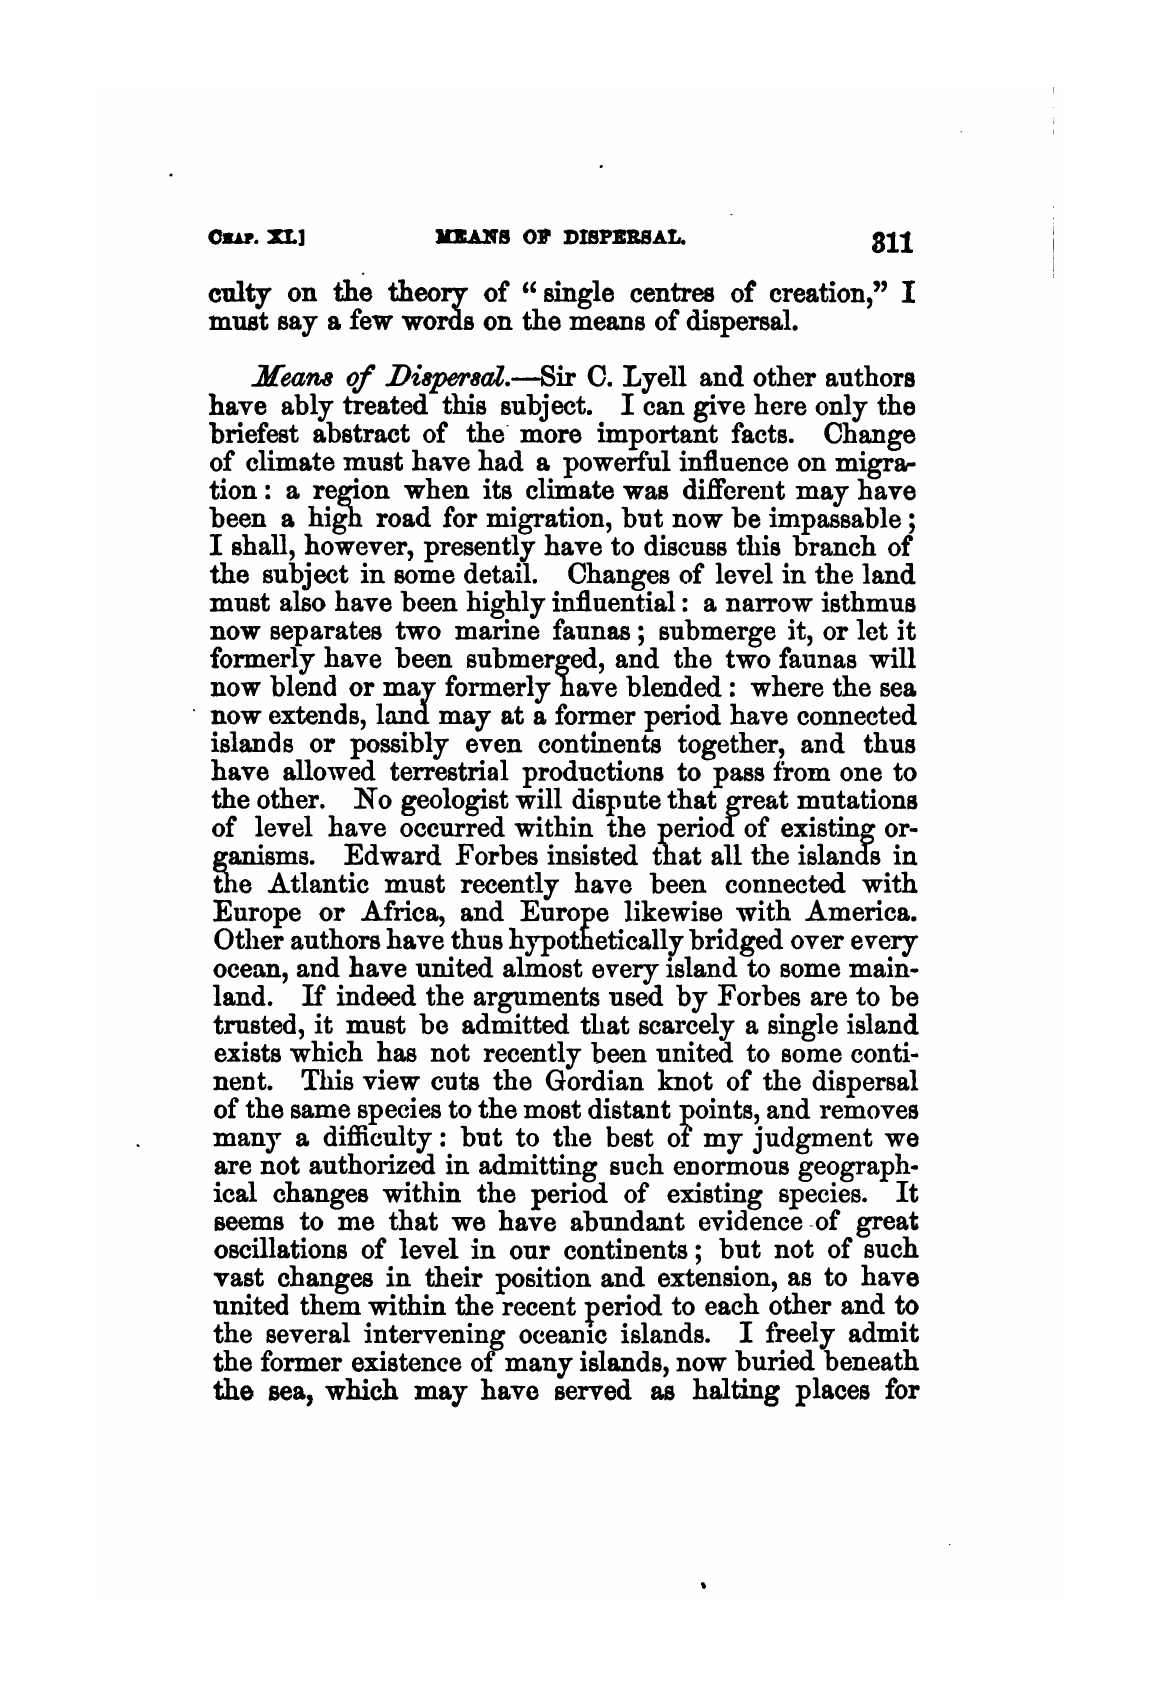 CHAP. XI.] MEANS OF DISPERSAL. 311
culty on the theory of “single centres of creation,” I
must say a few words on the means of dispersal.
Means of Dispersal.—Sir C. Lyell and other authors
have ably treated this subject. I can give here only the
briefest abstract of the more important facts. Change
of climate must have had a powerful influence on migra-
tion: a region when its climate was different may have
been a high road for migration, but now be impassable;
I shall, however, presently have to discuss this branch of
the subject in some detail. Changes of level in the land
must also have been highly influential: a narrow isthmus
now separates two marine faunas; submerge it, or let it
formerly have been submerged, and the two faunas will
now blend or may formerly have blended: where the sea
now extends, land may at a former period have connected
islands or possibly even continents together, and thus
have allowed terrestrial productions to pass from one to
the other. No geologist will dispute that great mutations
of level have occurred within the period of existing or-
ganisms. Edward Forbes insisted that all the islands in
the Atlantic must recently have been connected with
Europe or Africa, and Europe likewise with America.
Other authors have thus hypothetically bridged over every
ocean, and have united almost every island to some main-
land. If indeed the arguments used by Forbes are to be
trusted, it must be admitted that scarcely a single island
exists which has not recently been united to some conti-
nent. This view cuts the Gordian knot of the dispersal
of the same species to the most distant points, and removes
many a difficulty: but to the best of my judgment we
are not authorized in admitting such enormous geograph-
ical changes within the period of existing species. It
seems to me that we have abundant evidence of great
oscillations of level in our continents; but not of such
vast changes in their position and extension, as to have
united them within the recent period to each other and to
the several intervening oceanic islands. I freely admit
the former existence of many islands, now buried beneath
the sea, which may have served as halting places for